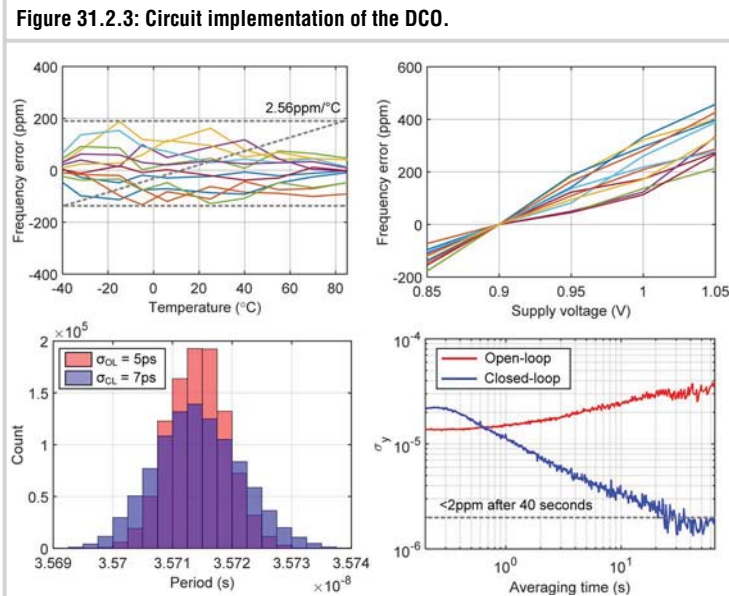 Figure 31.2.3: Circuit implementation of the DCO.
400
200
0
-200
-400
Frequency error (ppm)
2.56ppm/°C
-40
-20
0
20
40
60
80
Temperature (°C)
600
400
200
0
-200
Frequency error (ppm)
0.85
0.9
0.95
1
1.05
Supply voltage (V)
×10⁵
2
1.5
1
0.5
0
Count
σOL = 5ps
σCL = 7ps
3.569
3.57
3.571
3.572
3.573
3.574
Period (s)
×10⁻⁸
10⁻⁴
10⁻⁵
10⁻⁶
σy
Open-loop
Closed-loop
<2ppm after 40 seconds
10⁰
10¹
Averaging time (s)